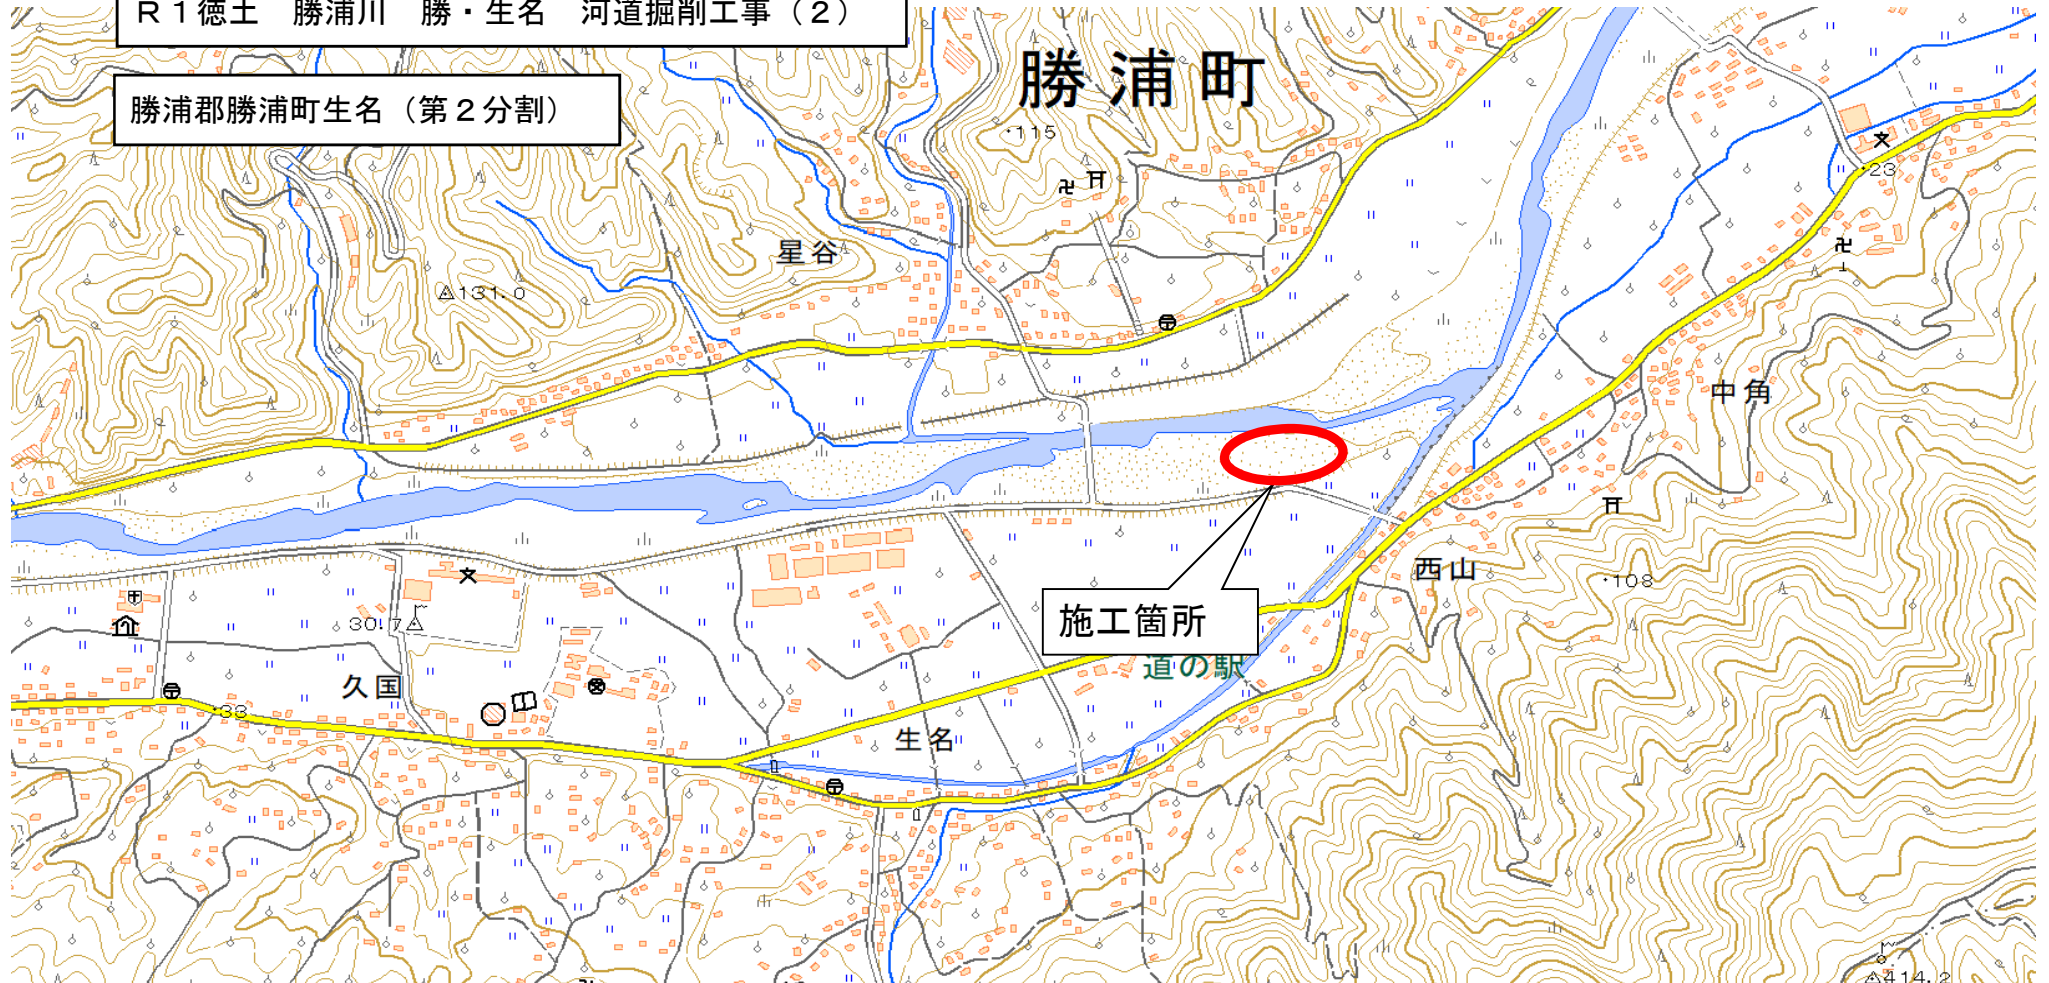 R１徳土　勝浦川　勝・生名　河道掘削工事（２）
勝浦郡勝浦町生名（第２分割）
勝浦町
・115
・23
星谷
△131.0
中角
西山
・108
施工箇所
道の駅
30.7△
久国
・33
生名
△414.2